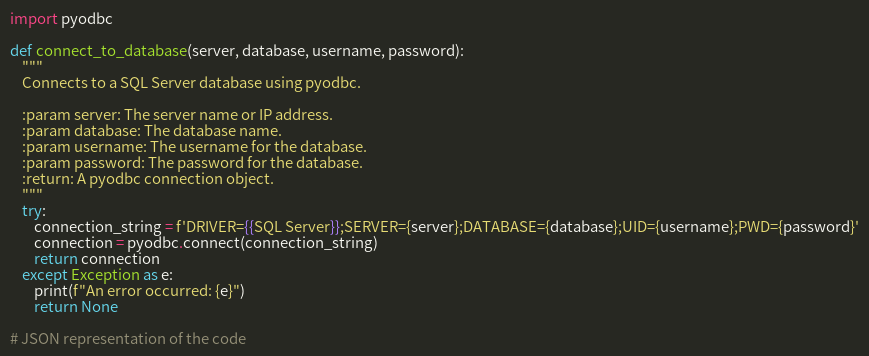 import pyodbc

def connect_to_database(server, database, username, password):
    """
    Connects to a SQL Server database using pyodbc.

    :param server: The server name or IP address.
    :param database: The database name.
    :param username: The username for the database.
    :param password: The password for the database.
    :return: A pyodbc connection object.
    """
    try:
        connection_string = f'DRIVER={{SQL Server}};SERVER={server};DATABASE={database};UID={username};PWD={password}'
        connection = pyodbc.connect(connection_string)
        return connection
    except Exception as e:
        print(f"An error occurred: {e}")
        return None

# JSON representation of the code